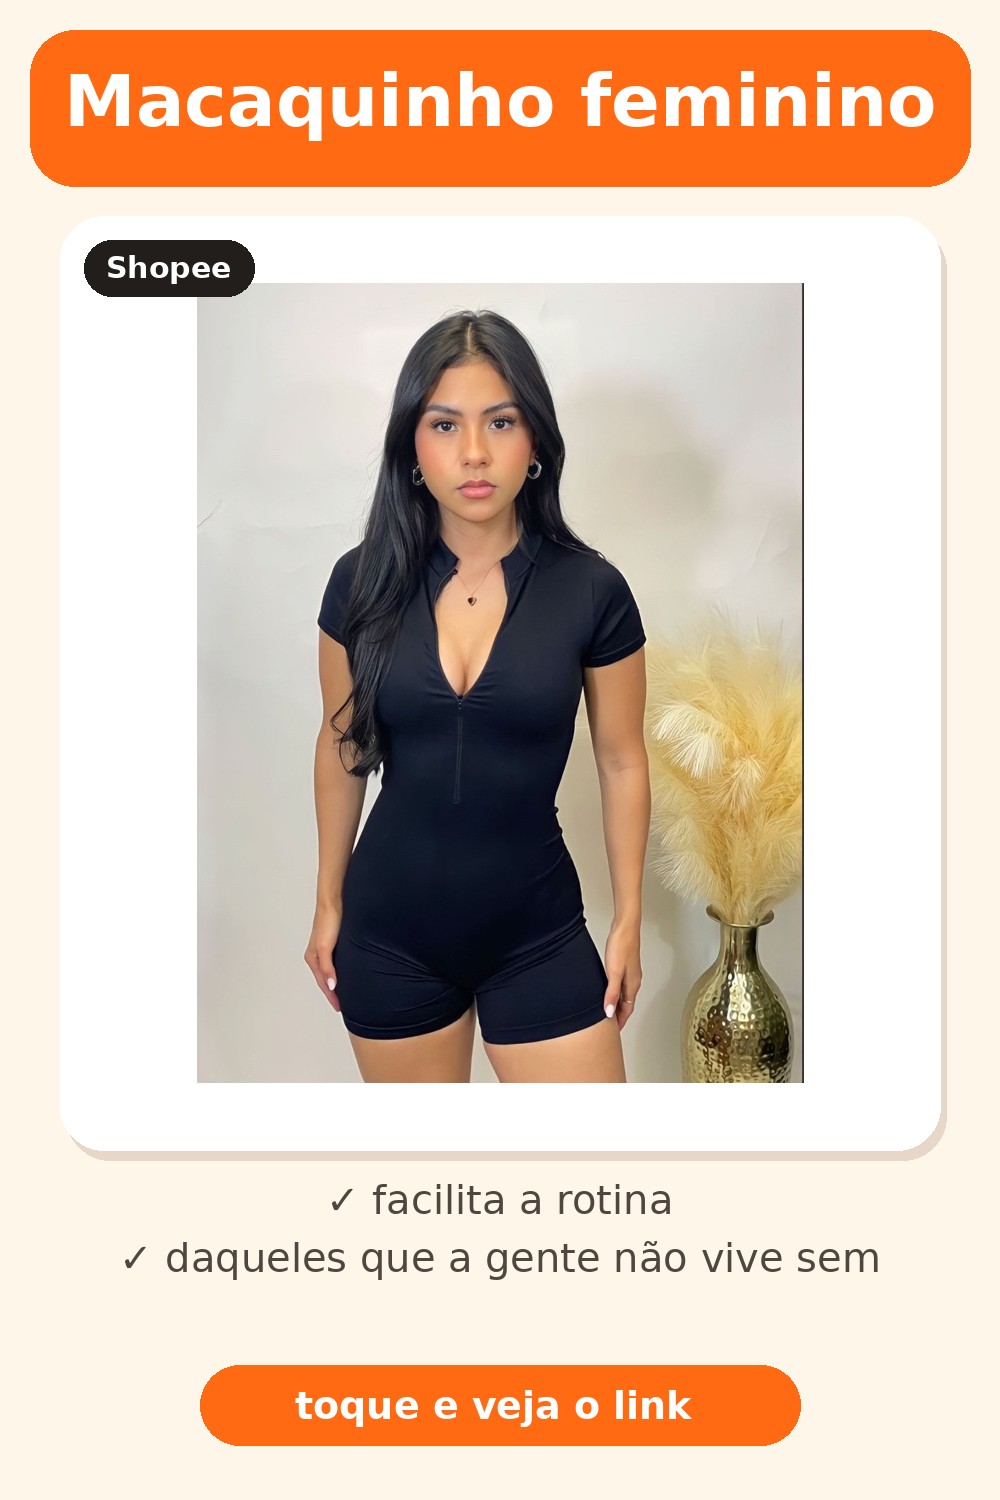 Macaquinho feminino
Shopee
✓ facilita a rotina
✓ daqueles que a gente não vive sem
toque e veja o link